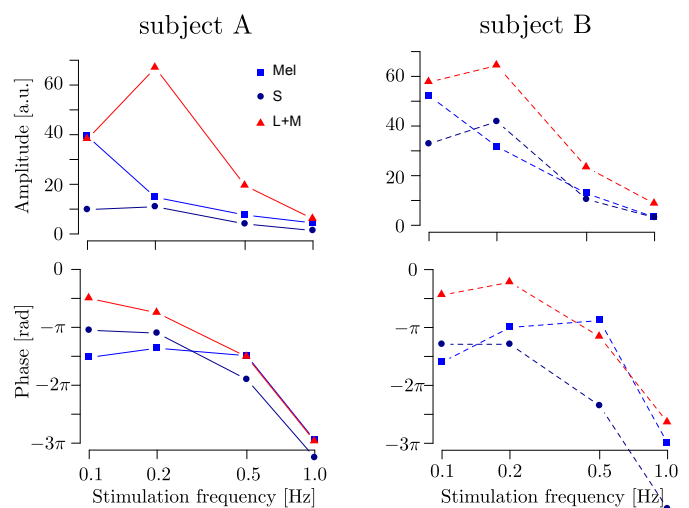 subject A
subject B
Amplitude [a.u.]
60
40
20
0
Mel
S
L+M
60
40
20
0
Phase [rad]
0
−π
−2π
−3π
0.1 0.2 0.5 1.0
Stimulation frequency [Hz]
0
−π
−2π
−3π
0.1 0.2 0.5 1.0
Stimulation frequency [Hz]